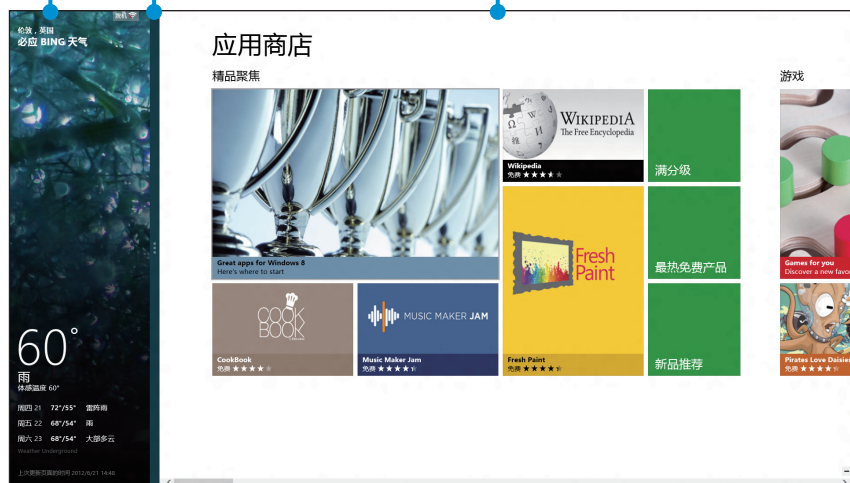 脱机
伦敦，英国
必应 BING 天气
60°
雨
体感温度 60°
周四 21 72°/55° 雷阵雨
周五 22 68°/54° 雨
周六 23 68°/54° 大部多云
Weather Underground
上次更新页面的时间 2012/6/21 14:48
应用商店
精品聚焦
Great apps for Windows 8
Here's where to start
WIKIPEDIA
The Free Encyclopedia
Wikipedia
免费
满分级
Fresh
Paint
Fresh Paint
免费
最热免费产品
COOK
BOOK
CookBook
免费
MUSIC MAKER JAM
Music Maker Jam
免费
新品推荐
游戏
Games for you
Discover a new favo
Pirates Love Daisies
免费